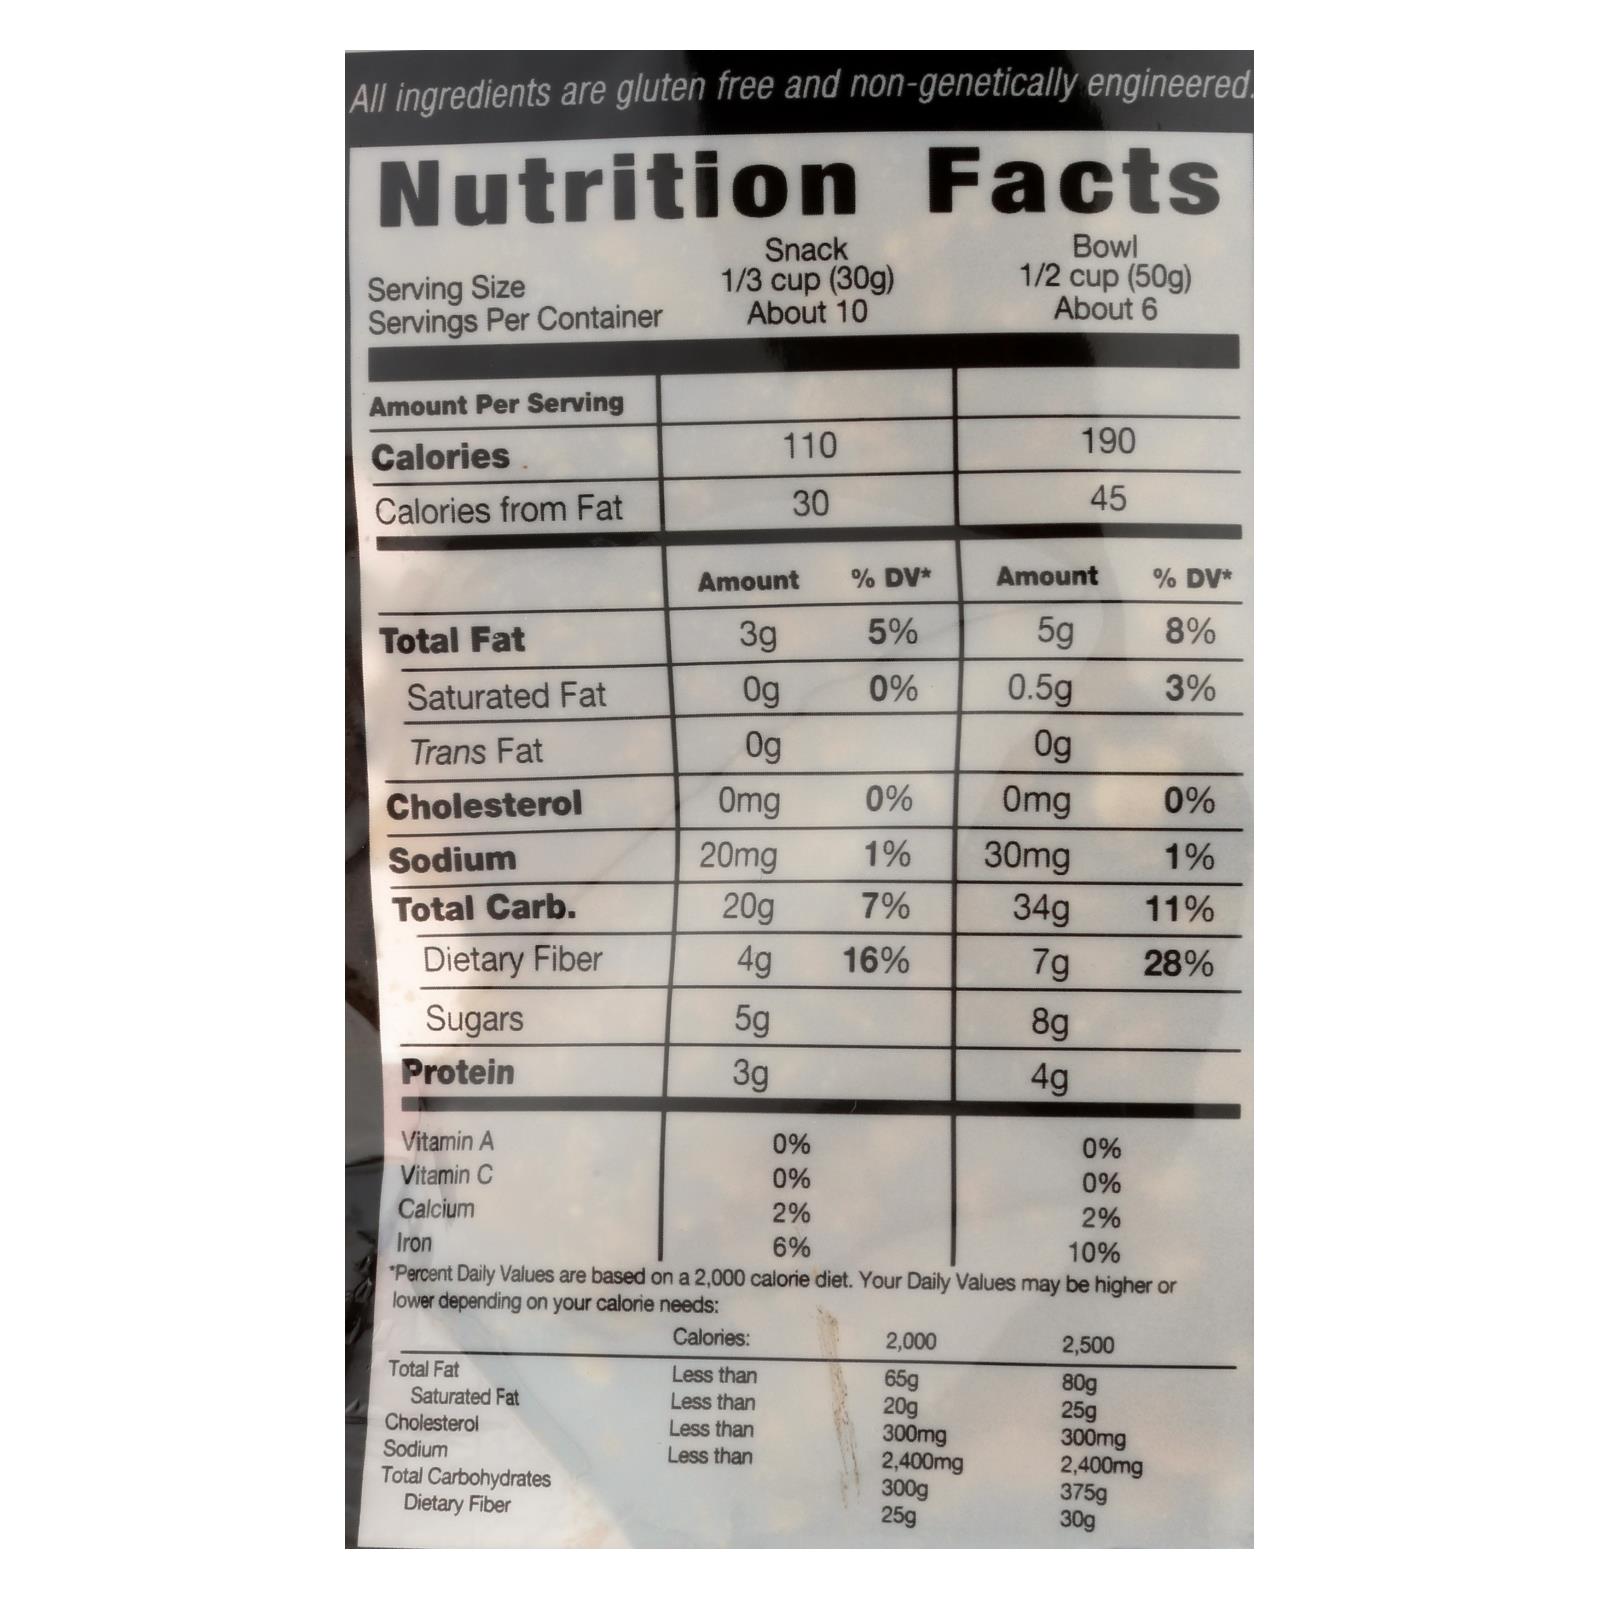 All ingredients are gluten free and non-genetically engineered.
Nutrition Facts
Snack Bowl
Serving Size 1/3 cup (30g) 1/2 cup (50g)
Servings Per Container About 10 About 6
Amount Per Serving
Calories 110 190
Calories from Fat 30 45
Amount % DV* Amount % DV*
Total Fat 3g 5% 5g 8%
Saturated Fat 0g 0% 0.5g 3%
Trans Fat 0g 0g
Cholesterol 0mg 0% 0mg 0%
Sodium 20mg 1% 30mg 1%
Total Carb. 20g 7% 34g 11%
Dietary Fiber 4g 16% 7g 28%
Sugars 5g 8g
Protein 3g 4g
Vitamin A 0% 0%
Vitamin C 0% 0%
Calcium 2% 2%
Iron 6% 10%
*Percent Daily Values are based on a 2,000 calorie diet. Your Daily Values may be higher or
lower depending on your calorie needs:
Calories: 2,000 2,500
Total Fat Less than 65g 80g
Saturated Fat Less than 20g 25g
Cholesterol Less than 300mg 300mg
Sodium Less than 2,400mg 2,400mg
Total Carbohydrates 300g 375g
Dietary Fiber 25g 30g